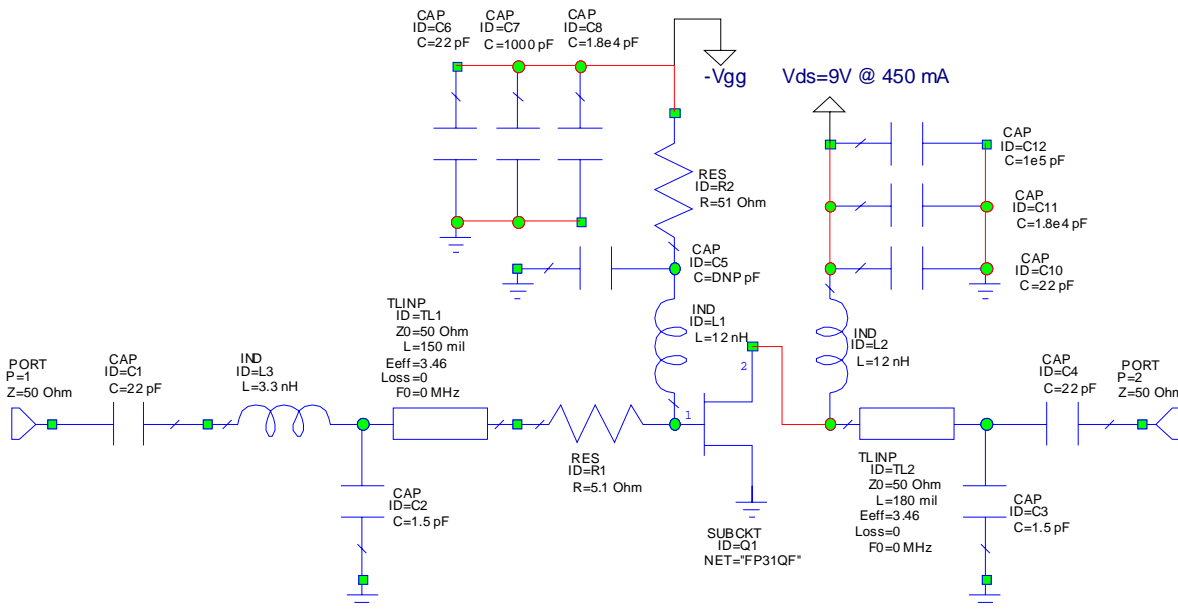 CAP
ID=C6
C=22 pF
CAP
ID=C7
C=1000 pF
CAP
ID=C8
C=1.8e4 pF
-Vgg
Vds=9V @ 450 mA
CAP
ID=C12
C=1e5 pF
RES
ID=R2
R=51 Ohm
CAP
ID=C11
C=1.8e4 pF
CAP
ID=C5
C=DNP pF
CAP
ID=C10
C=22 pF
TLINP
ID=TL1
Z0=50 Ohm
L=150 mil
Eeff=3.46
Loss=0
F0=0 MHz
IND
ID=L1
L=12 nH
IND
ID=L2
L=12 nH
PORT
P=1
Z=50 Ohm
CAP
ID=C1
C=22 pF
IND
ID=L3
L=3.3 nH
2
1
CAP
ID=C4
C=22 pF
PORT
P=2
Z=50 Ohm
RES
ID=R1
R=5.1 Ohm
CAP
ID=C2
C=1.5 pF
SUBCKT
ID=Q1
NET="FP31QF"
TLINP
ID=TL2
Z0=50 Ohm
L=180 mil
Eeff=3.46
Loss=0
F0=0 MHz
CAP
ID=C3
C=1.5 pF